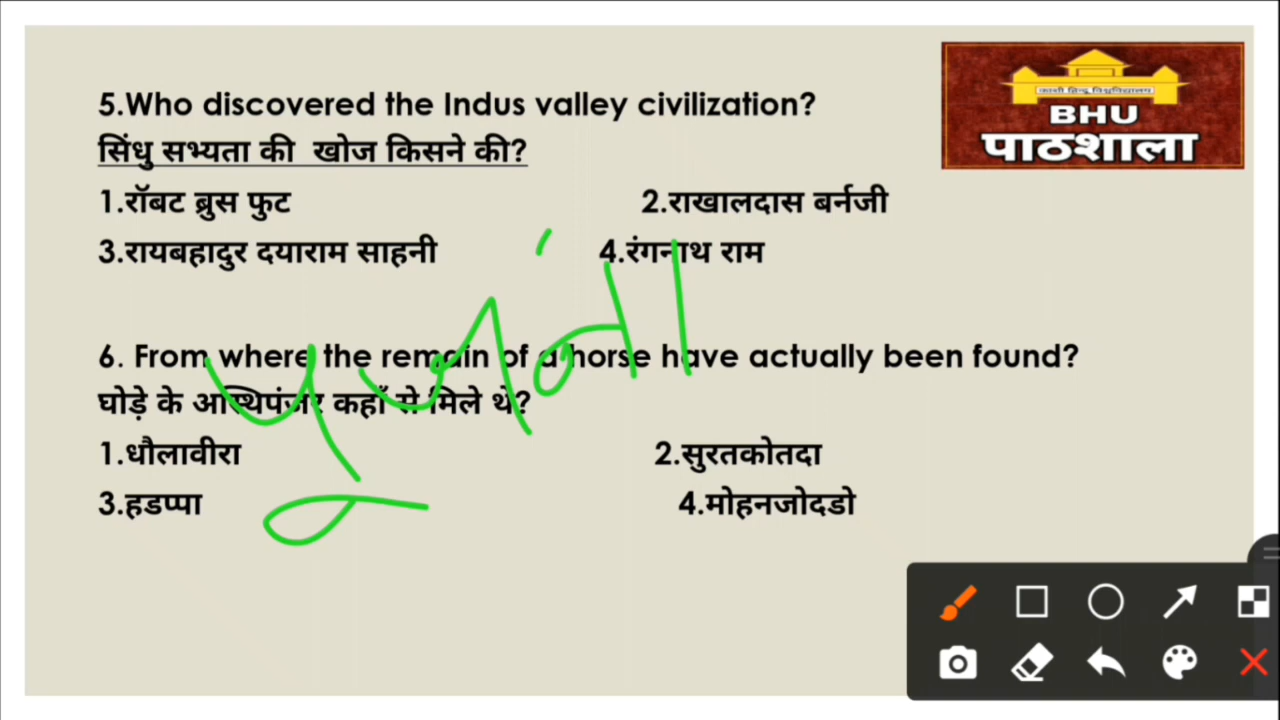 5.Who discovered the Indus valley civilization?
सिंधु सभ्यता की खोज किसने की?
1.रॉबट ब्रुस फुट 2.राखालदास बर्नजी
3.रायबहादुर दयाराम साहनी 4.रंगनाथ राम
6. From where the remain of a horse have actually been found?
घोड़े के अस्थिपंजर कहाँ से मिले थे?
1.धौलावीरा 2.सुरतकोतदा
3.हडप्पा 4.मोहनजोदडो
काशी हिन्दू विश्वविद्यालय
BHU
पाठशाला